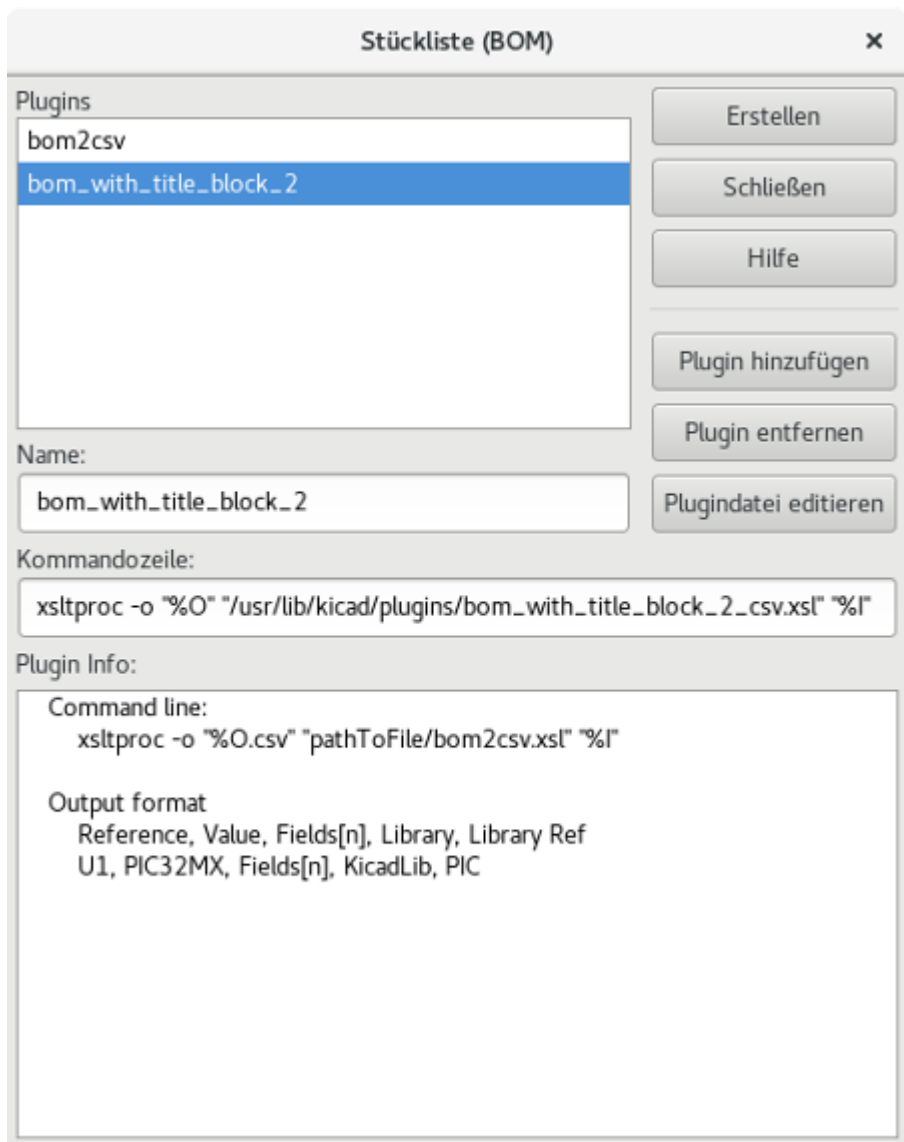 Stückliste (BOM)
Plugins
bom2csv
bom_with_title_block_2
Erstellen
Schließen
Hilfe
Plugin hinzufügen
Plugin entfernen
Plugindatei editieren
Name:
bom_with_title_block_2
Kommandozeile:
xsltproc -o "%O" "/usr/lib/kicad/plugins/bom_with_title_block_2_csv.xsl" "%I"
Plugin Info:
Command line:
xsltproc -o "%O.csv" "pathToFile/bom2csv.xsl" "%I"
Output format
Reference, Value, Fields[n], Library, Library Ref
U1, PIC32MX, Fields[n], KicadLib, PIC